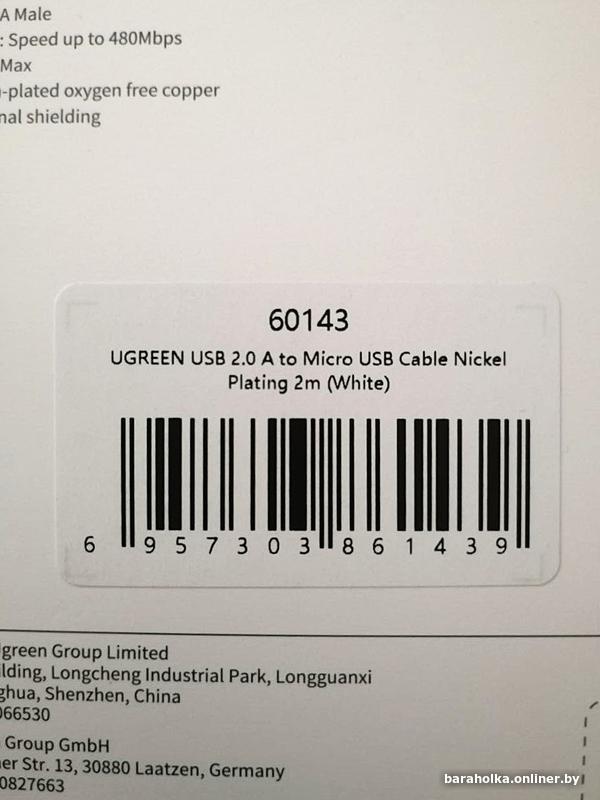 A Male
: Speed up to 480Mbps
Max
-plated oxygen free copper
nal shielding
60143
UGREEN USB 2.0 A to Micro USB Cable Nickel
Plating 2m (White)
6 957303 861439
green Group Limited
ilding, Longcheng Industrial Park, Longguanxi
ghua, Shenzhen, China
066530
Group GmbH
er Str. 13, 30880 Laatzen, Germany
0827663
baraholka.onliner.by